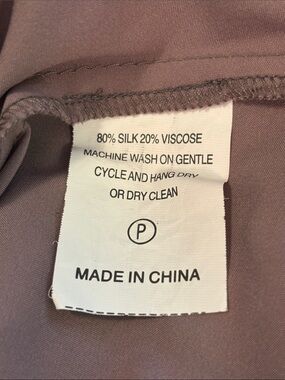 80% SILK 20% VISCOSE
MACHINE WASH ON GENTLE
CYCLE AND HANG DRY
OR DRY CLEAN
P
MADE IN CHINA